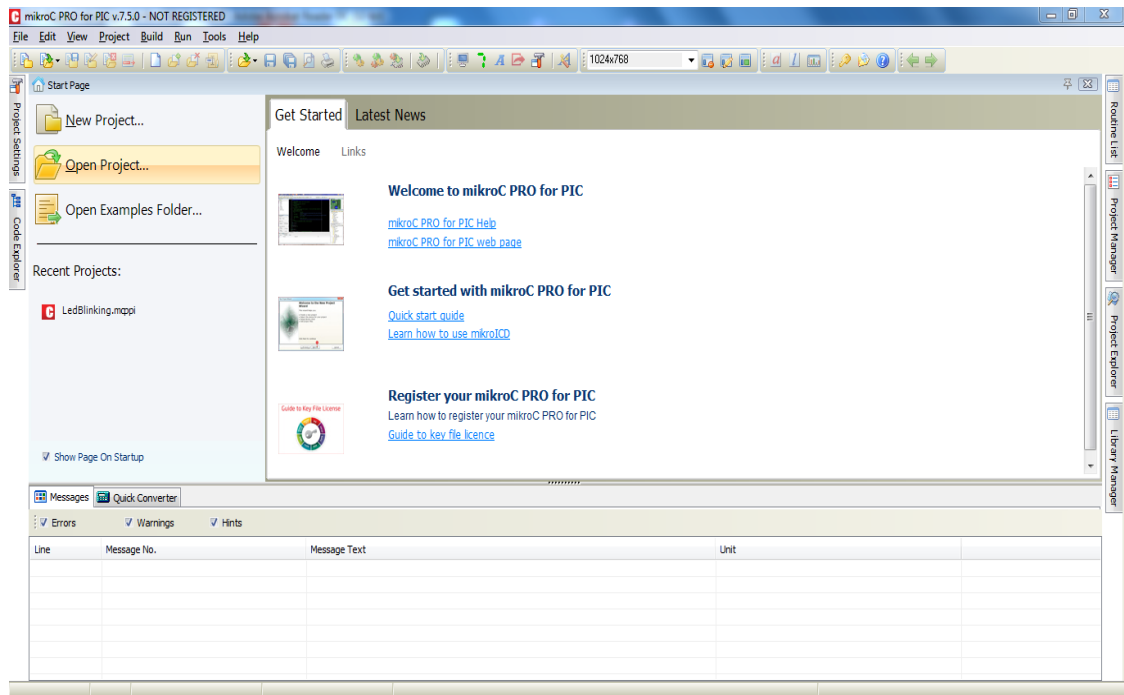 mikroC PRO for PIC v.7.5.0 - NOT REGISTERED
File Edit View Project Build Run Tools Help
1024x768
Start Page
Project Settings
Code Explorer
New Project...
Open Project...
Open Examples Folder...
Recent Projects:
LedBlinking.mcppi
Show Page On Startup
Get Started Latest News
Welcome Links
Welcome to mikroC PRO for PIC
mikroC PRO for PIC Help
mikroC PRO for PIC web page
Get started with mikroC PRO for PIC
Quick start guide
Learn how to use mikroICD
Register your mikroC PRO for PIC
Guide to Key File License
Learn how to register your mikroC PRO for PIC
Guide to key file licence
Routine List
Project Manager
Project Explorer
Library Manager
Messages Quick Converter
Errors Warnings Hints
Line Message No. Message Text Unit